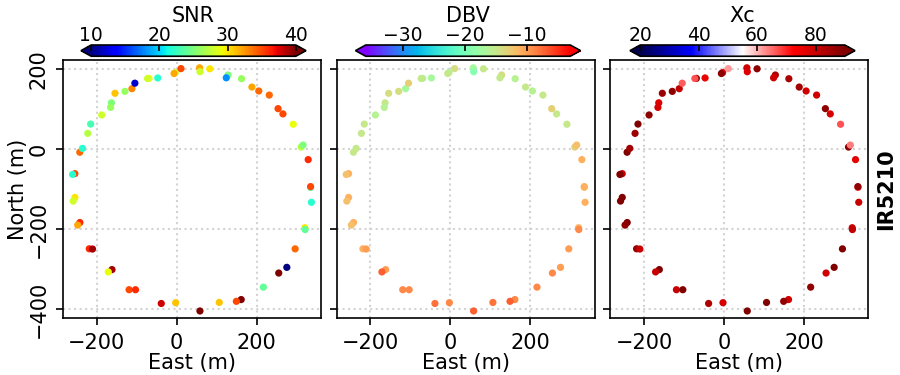 SNR DBV Xc
10 20 30 40 −30 −20 −10 20 40 60 80
200
0
−200
−400
North (m)
IR5210
−200 0 200 −200 0 200 −200 0 200
East (m) East (m) East (m)